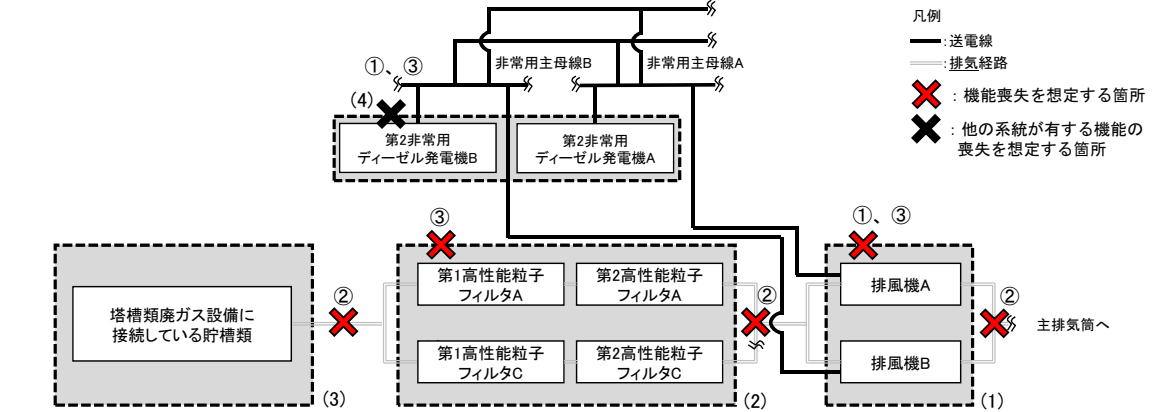 凡例
:送電線
:排気経路
:機能喪失を想定する箇所
:他の系統が有する機能の
喪失を想定する箇所
非常用主母線B
非常用主母線A
①、③
(4)
第2非常用
ディーゼル発電機B
第2非常用
ディーゼル発電機A
③
①、③
塔槽類廃ガス設備に
接続している貯槽類
②
第1高性能粒子
フィルタA
第2高性能粒子
フィルタA
②
排風機A
②
主排気筒へ
第1高性能粒子
フィルタC
第2高性能粒子
フィルタC
排風機B
(3)
(2)
(1)